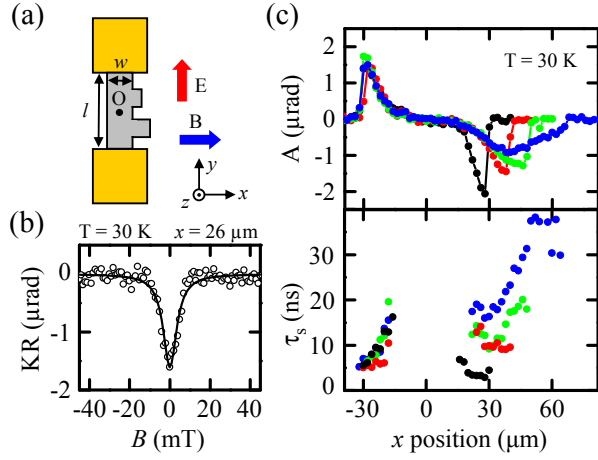 (a)
w
l
O
E
B
y
z
x
(b)
T = 30 K x = 26 µm
KR (µrad)
0
-1
-2
-40 -20 0 20 40
B (mT)
(c)
T = 30 K
A (µrad)
2
1
0
-1
-2
τs (ns)
30
20
10
0
-30 0 30 60
x position (µm)